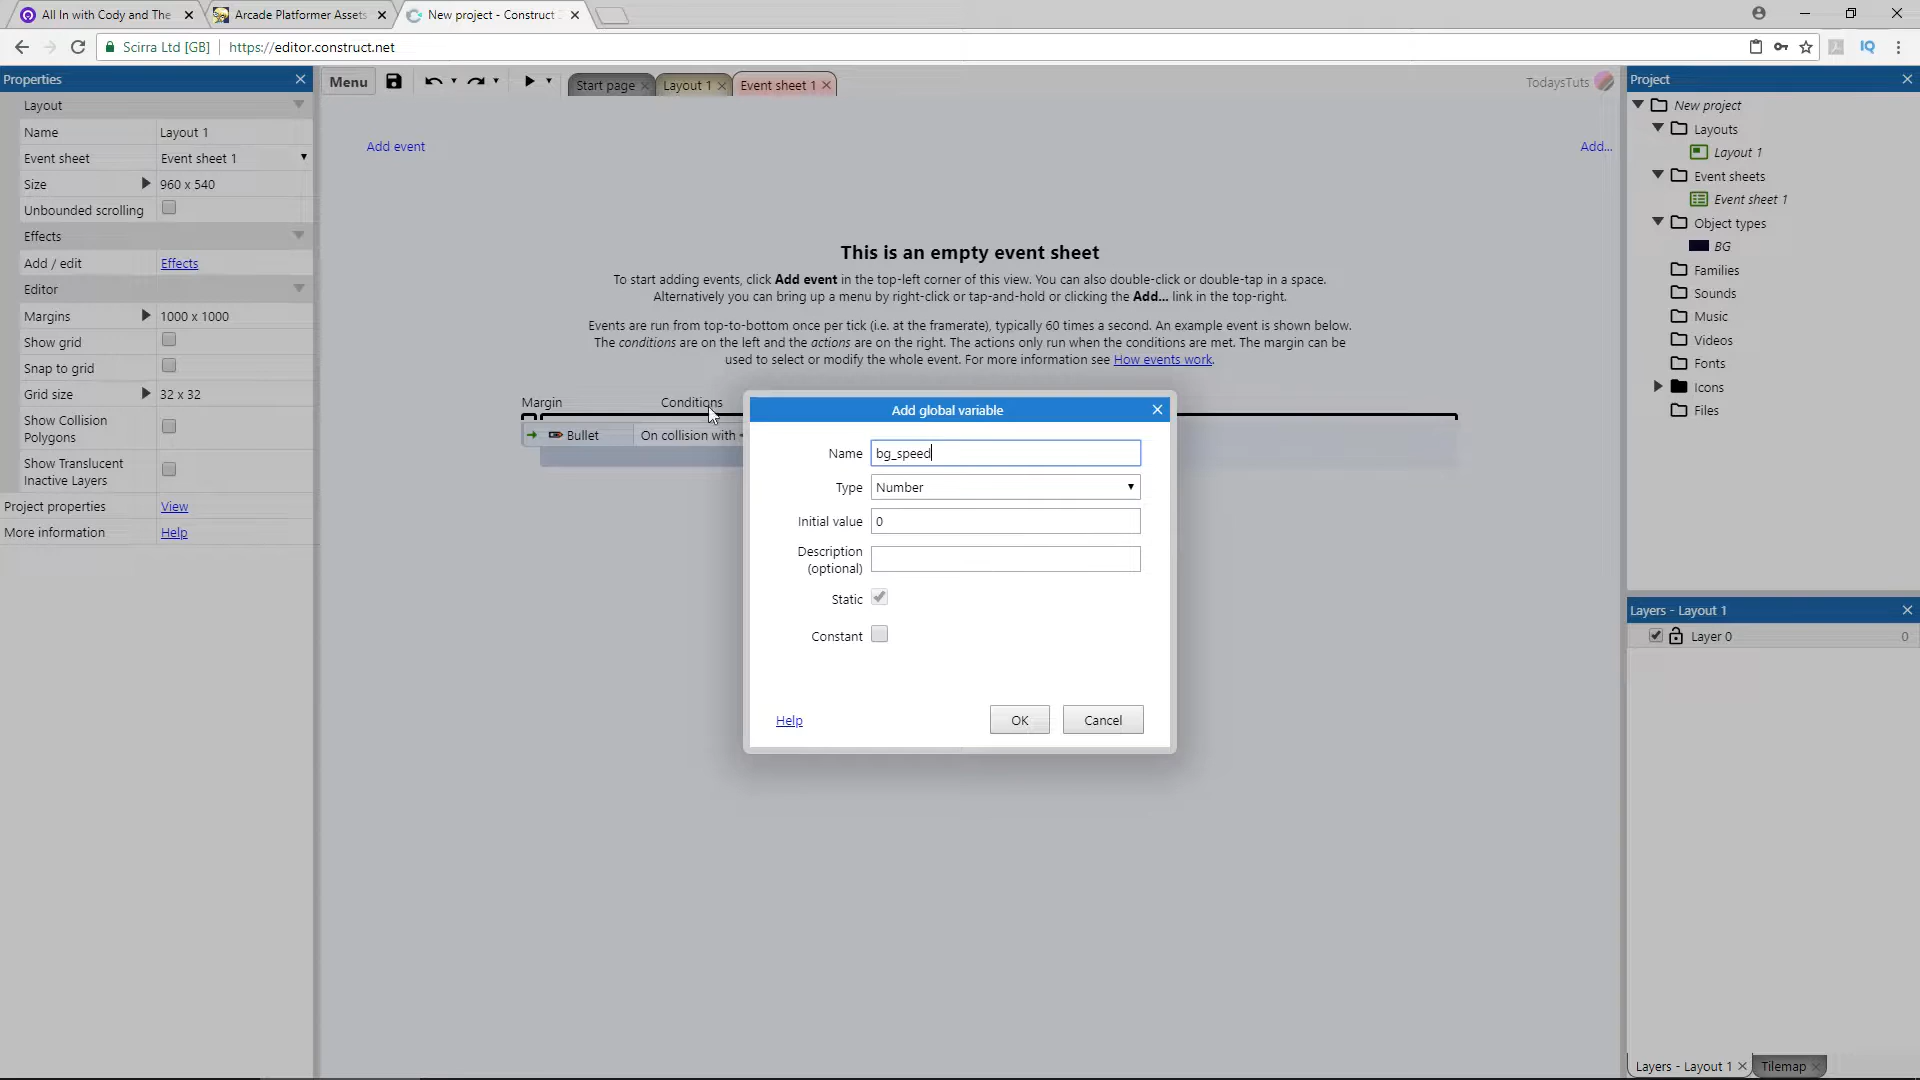 All In with Cody and The
Arcade Platformer Assets
New project - Construct
Scirra Ltd [GB] https://editor.construct.net
IQ
Properties
Menu
Start page
Layout 1
Event sheet 1
TodaysTuts
Project
Layout
Name Layout 1
Event sheet Event sheet 1
Size 960 x 540
Unbounded scrolling
Effects
Add / edit Effects
Editor
Margins 1000 x 1000
Show grid
Snap to grid
Grid size 32 x 32
Show Collision
Polygons
Show Translucent
Inactive Layers
Project properties View
More information Help
Add event
Add...
This is an empty event sheet
To start adding events, click Add event in the top-left corner of this view. You can also double-click or double-tap in a space.
Alternatively you can bring up a menu by right-click or tap-and-hold or clicking the Add... link in the top-right.
Events are run from top-to-bottom once per tick (i.e. at the framerate), typically 60 times a second. An example event is shown below.
The conditions are on the left and the actions are on the right. The actions only run when the conditions are met. The margin can be
used to select or modify the whole event. For more information see How events work.
Margin Conditions
Bullet On collision with
Add global variable
Name bg_speed
Type Number
Initial value 0
Description
(optional)
Static
Constant
Help OK Cancel
New project
Layouts
Layout 1
Event sheets
Event sheet 1
Object types
BG
Families
Sounds
Music
Videos
Fonts
Icons
Files
Layers - Layout 1
Layer 0 0
Layers - Layout 1
Tilemap